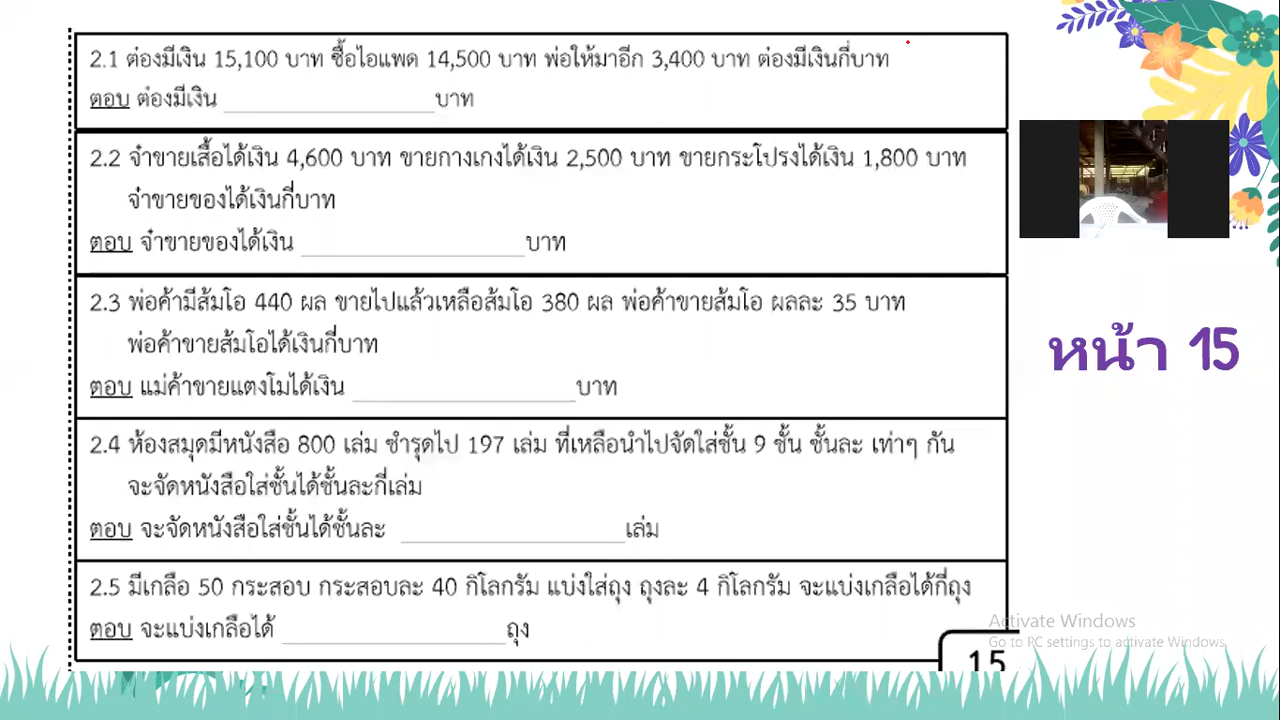 2.1 ต่องมีเงิน 15,100 บาท ซื้อไอแพด 14,500 บาท พ่อให้มาอีก 3,400 บาท ต่องมีเงินกี่บาท
ตอบ ต่องมีเงิน บาท
2.2 จ๋าขายเสื้อได้เงิน 4,600 บาท ขายกางเกงได้เงิน 2,500 บาท ขายกระโปรงได้เงิน 1,800 บาท
จ๋าขายของได้เงินกี่บาท
ตอบ จ๋าขายของได้เงิน บาท
2.3 พ่อค้ามีส้มโอ 440 ผล ขายไปแล้วเหลือส้มโอ 380 ผล พ่อค้าขายส้มโอ ผลละ 35 บาท
พ่อค้าขายส้มโอได้เงินกี่บาท
ตอบ แม่ค้าขายแตงโมได้เงิน บาท
2.4 ห้องสมุดมีหนังสือ 800 เล่ม ชำรุดไป 197 เล่ม ที่เหลือนำไปจัดใส่ชั้น 9 ชั้น ชั้นละ เท่าๆ กัน
จะจัดหนังสือใส่ชั้นได้ชั้นละกี่เล่ม
ตอบ จะจัดหนังสือใส่ชั้นได้ชั้นละ เล่ม
2.5 มีเกลือ 50 กระสอบ กระสอบละ 40 กิโลกรัม แบ่งใส่ถุง ถุงละ 4 กิโลกรัม จะแบ่งเกลือได้กี่ถุง
ตอบ จะแบ่งเกลือได้ ถุง
15
หน้า 15
Activate Windows
Go to PC settings to activate Windows.